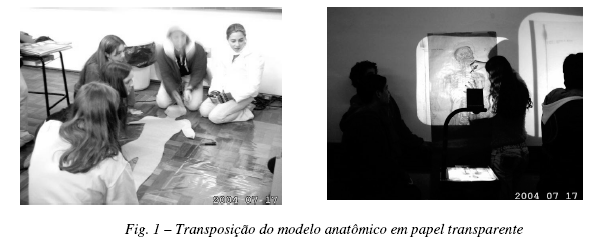 2004 07 17
2004 07 17
Fig. 1 – Transposição do modelo anatômico em papel transparente